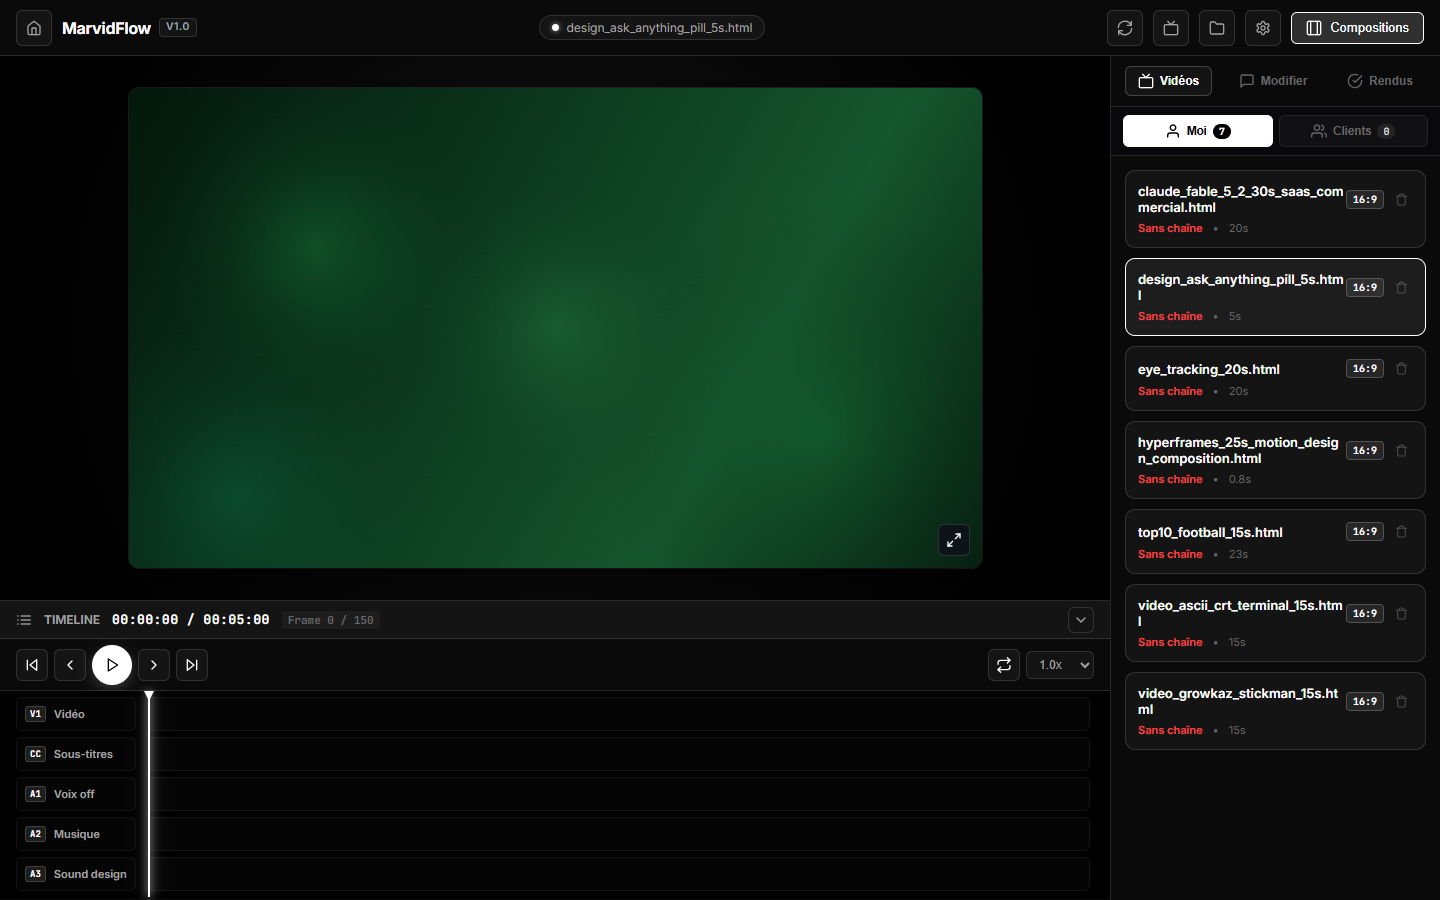 MarvidFlow V1.0
design_ask_anything_pill_5s.html
Compositions
Vidéos Modifier Rendus
Moi 7 Clients 0
claude_fable_5_2_30s_saas_com
mercial.html
16:9
Sans chaîne • 20s
design_ask_anything_pill_5s.htm
l
16:9
Sans chaîne • 5s
eye_tracking_20s.html 16:9
Sans chaîne • 20s
hyperframes_25s_motion_desig
n_composition.html
16:9
Sans chaîne • 0.8s
top10_football_15s.html 16:9
Sans chaîne • 23s
video_ascii_crt_terminal_15s.htm
l
16:9
Sans chaîne • 15s
video_growkaz_stickman_15s.ht
ml
16:9
Sans chaîne • 15s
TIMELINE 00:00:00 / 00:05:00 Frame 0 / 150
1.0x
V1 Vidéo
CC Sous-titres
A1 Voix off
A2 Musique
A3 Sound design